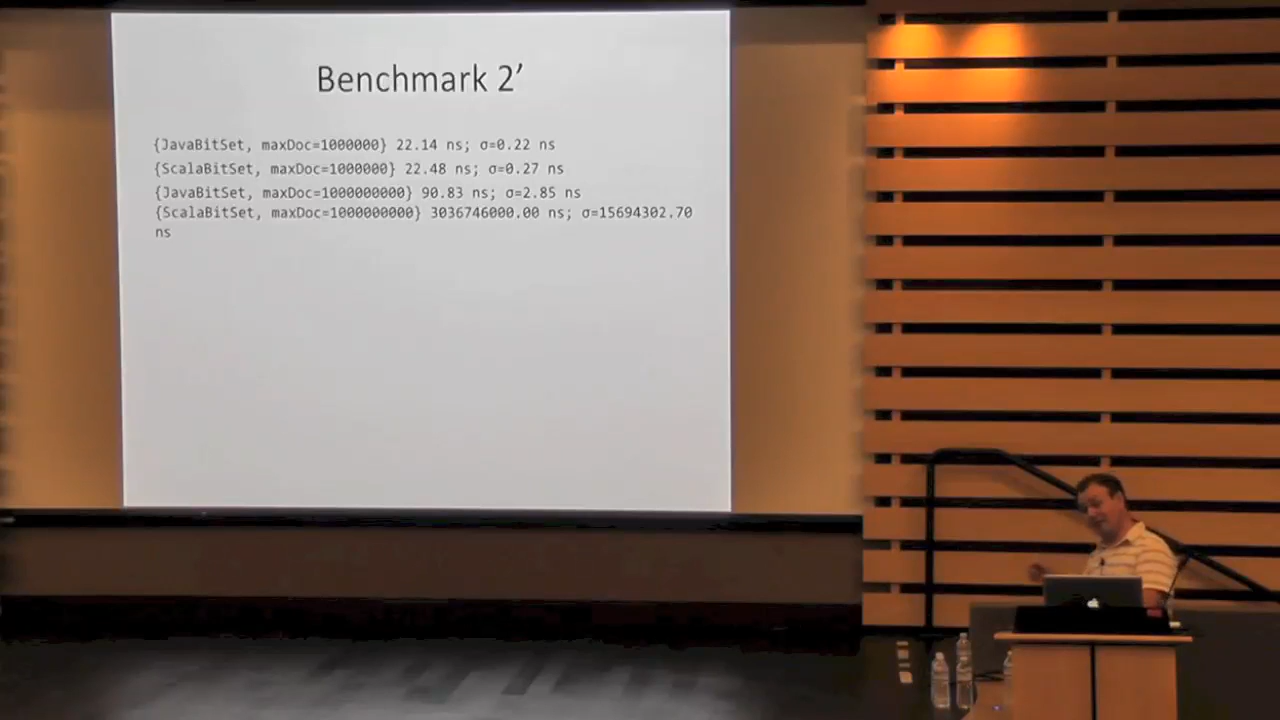 Benchmark 2’
{JavaBitSet, maxDoc=1000000} 22.14 ns; σ=0.22 ns
{ScalaBitSet, maxDoc=1000000} 22.48 ns; σ=0.27 ns
{JavaBitSet, maxDoc=1000000000} 90.83 ns; σ=2.85 ns
{ScalaBitSet, maxDoc=1000000000} 3036746000.00 ns; σ=15694302.70
ns